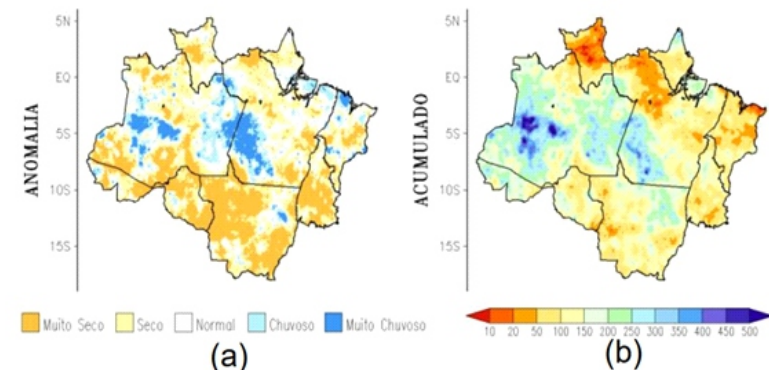 5N
EQ
5S
10S
15S
ANOMALIA
Muito Seco Seco Normal Chuvoso Muito Chuvoso
(a)
5N
EQ
5S
10S
15S
ACUMULADO
10 20 50 100 150 200 250 300 350 400 450 500
(b)